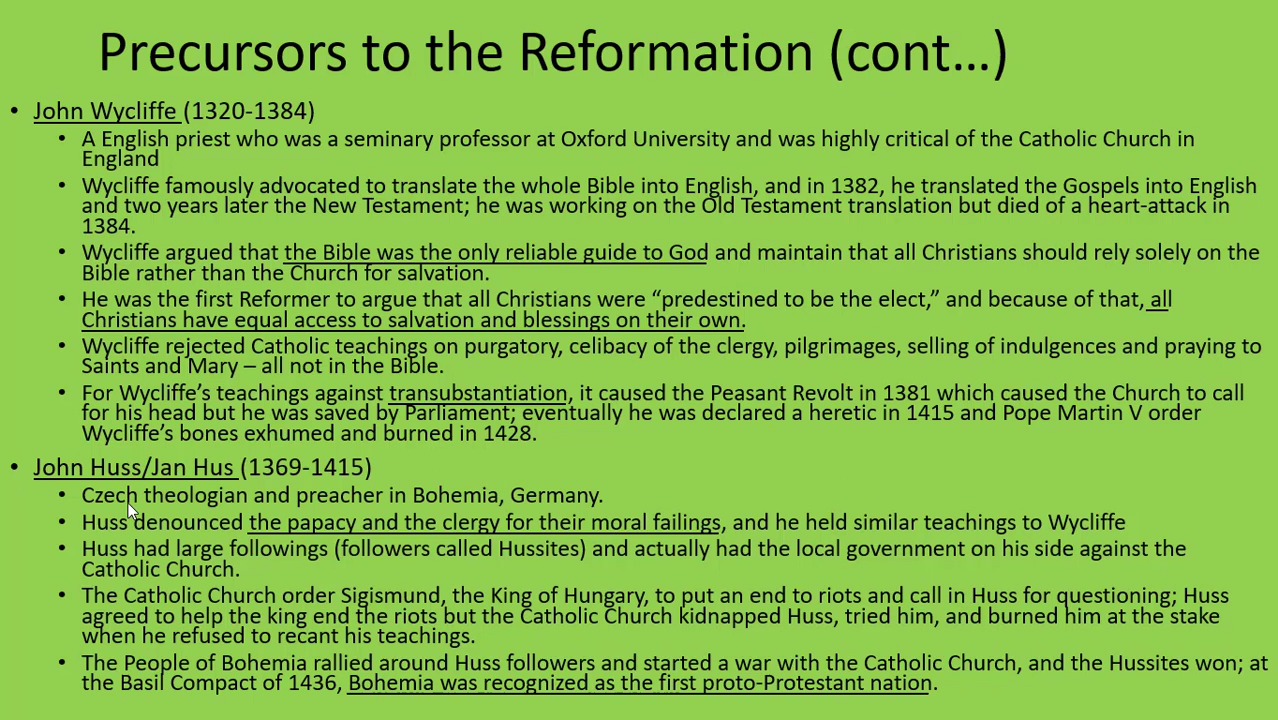 Precursors to the Reformation (cont…)
• John Wycliffe (1320-1384)
• A English priest who was a seminary professor at Oxford University and was highly critical of the Catholic Church in
England
• Wycliffe famously advocated to translate the whole Bible into English, and in 1382, he translated the Gospels into English
and two years later the New Testament; he was working on the Old Testament translation but died of a heart-attack in
1384.
• Wycliffe argued that the Bible was the only reliable guide to God and maintain that all Christians should rely solely on the
Bible rather than the Church for salvation.
• He was the first Reformer to argue that all Christians were “predestined to be the elect,” and because of that, all
Christians have equal access to salvation and blessings on their own.
• Wycliffe rejected Catholic teachings on purgatory, celibacy of the clergy, pilgrimages, selling of indulgences and praying to
Saints and Mary – all not in the Bible.
• For Wycliffe’s teachings against transubstantiation, it caused the Peasant Revolt in 1381 which caused the Church to call
for his head but he was saved by Parliament; eventually he was declared a heretic in 1415 and Pope Martin V order
Wycliffe’s bones exhumed and burned in 1428.
• John Huss/Jan Hus (1369-1415)
• Czech theologian and preacher in Bohemia, Germany.
• Huss denounced the papacy and the clergy for their moral failings, and he held similar teachings to Wycliffe
• Huss had large followings (followers called Hussites) and actually had the local government on his side against the
Catholic Church.
• The Catholic Church order Sigismund, the King of Hungary, to put an end to riots and call in Huss for questioning; Huss
agreed to help the king end the riots but the Catholic Church kidnapped Huss, tried him, and burned him at the stake
when he refused to recant his teachings.
• The People of Bohemia rallied around Huss followers and started a war with the Catholic Church, and the Hussites won; at
the Basil Compact of 1436, Bohemia was recognized as the first proto-Protestant nation.